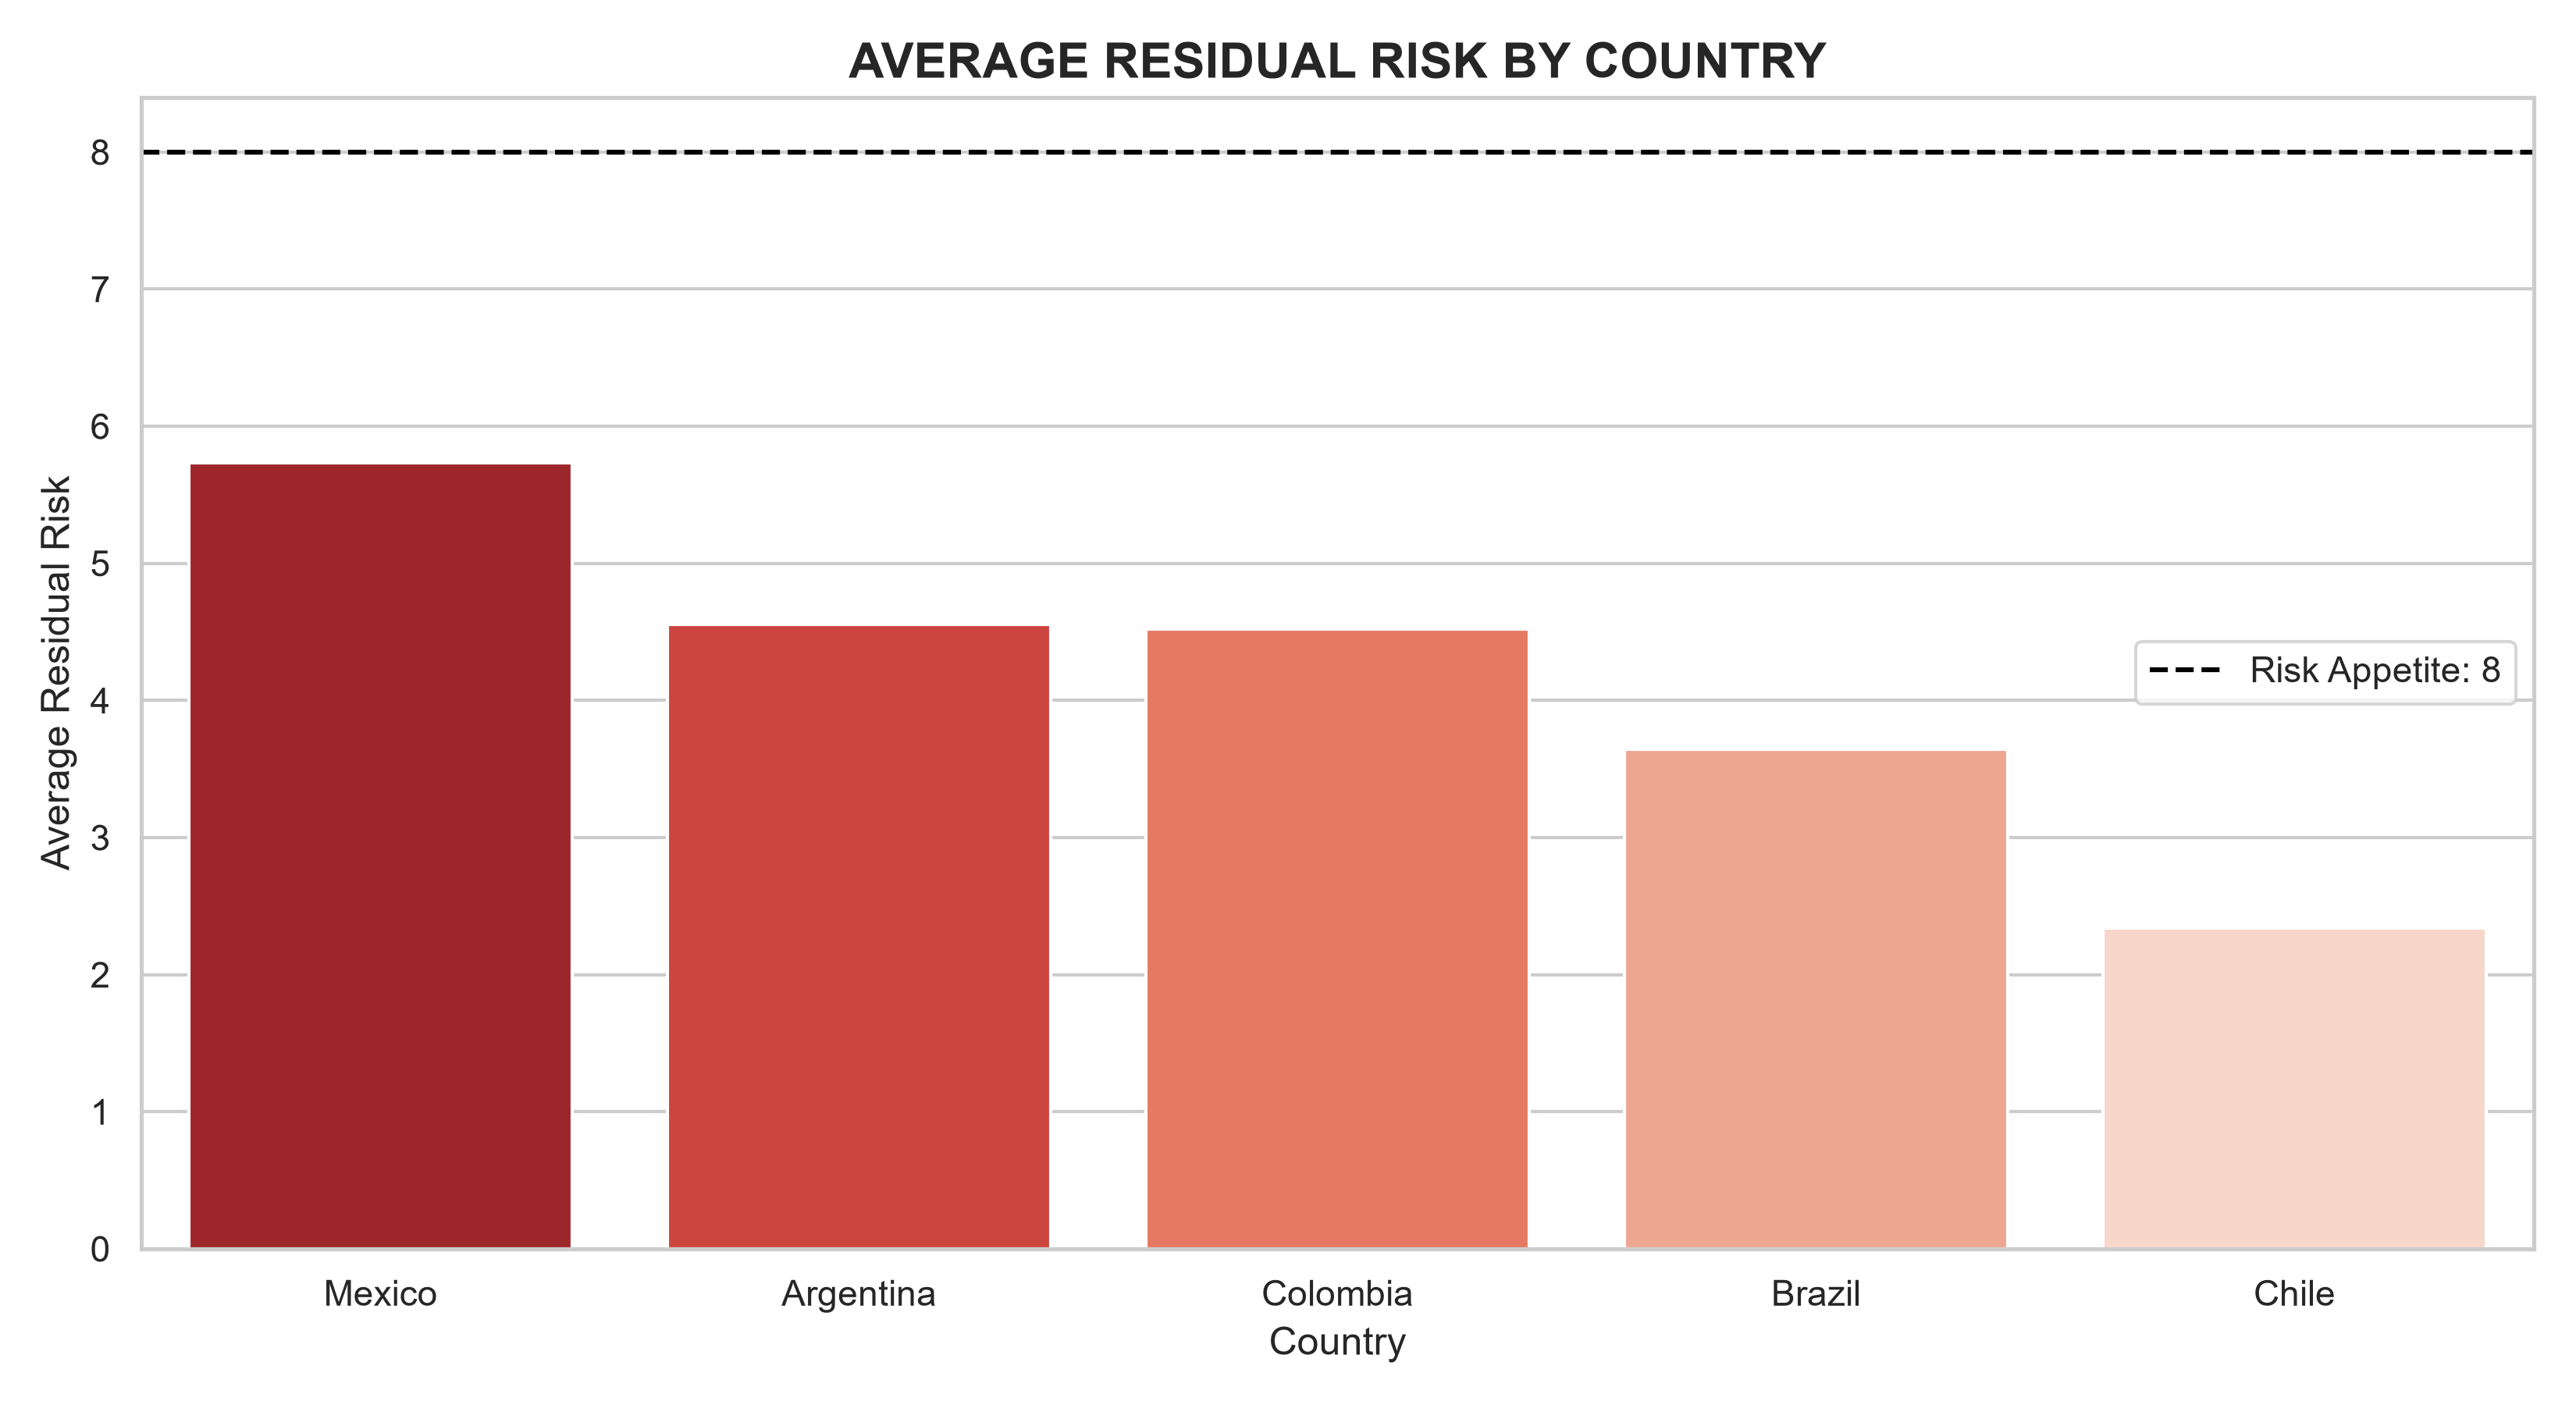 AVERAGE RESIDUAL RISK BY COUNTRY
8
7
6
5
4
3
2
1
0
Average Residual Risk
Risk Appetite: 8
Mexico
Argentina
Colombia
Brazil
Chile
Country